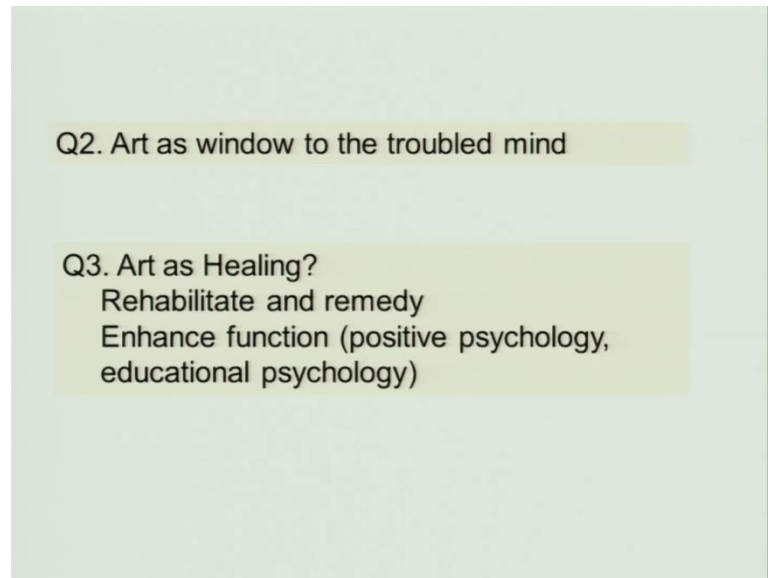 Q2. Art as window to the troubled mind
Q3. Art as Healing?
Rehabilitate and remedy
Enhance function (positive psychology,
educational psychology)